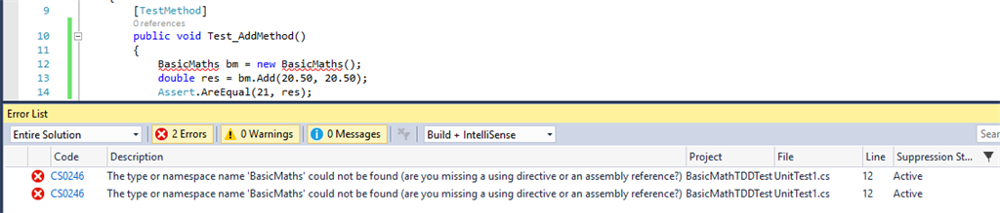 9 [TestMethod]
0 references
10 public void Test_AddMethod()
11 {
12 BasicMaths bm = new BasicMaths();
13 double res = bm.Add(20.50, 20.50);
14 Assert.AreEqual(21, res);
Error List
Entire Solution 2 Errors 0 Warnings 0 Messages Build + IntelliSense Sear
Code Description Project File Line Suppression St...
CS0246 The type or namespace name 'BasicMaths' could not be found (are you missing a using directive or an assembly reference?) BasicMathTDDTest UnitTest1.cs 12 Active
CS0246 The type or namespace name 'BasicMaths' could not be found (are you missing a using directive or an assembly reference?) BasicMathTDDTest UnitTest1.cs 12 Active